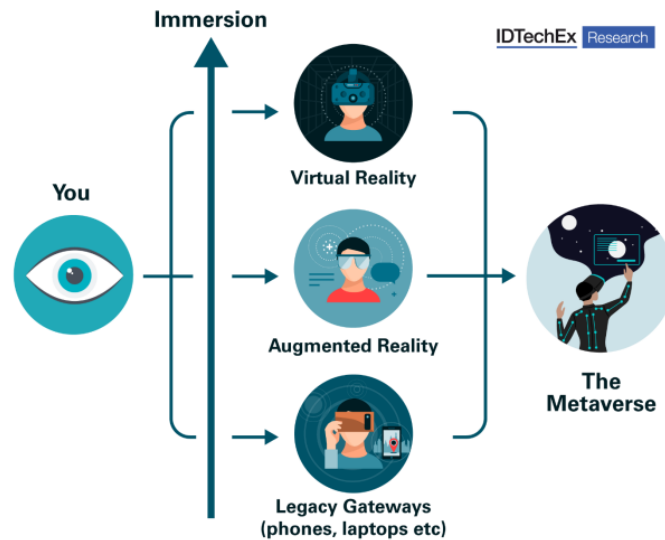 Immersion
IDTechEx Research
You
Virtual Reality
Augmented Reality
The
Metaverse
Legacy Gateways
(phones, laptops etc)